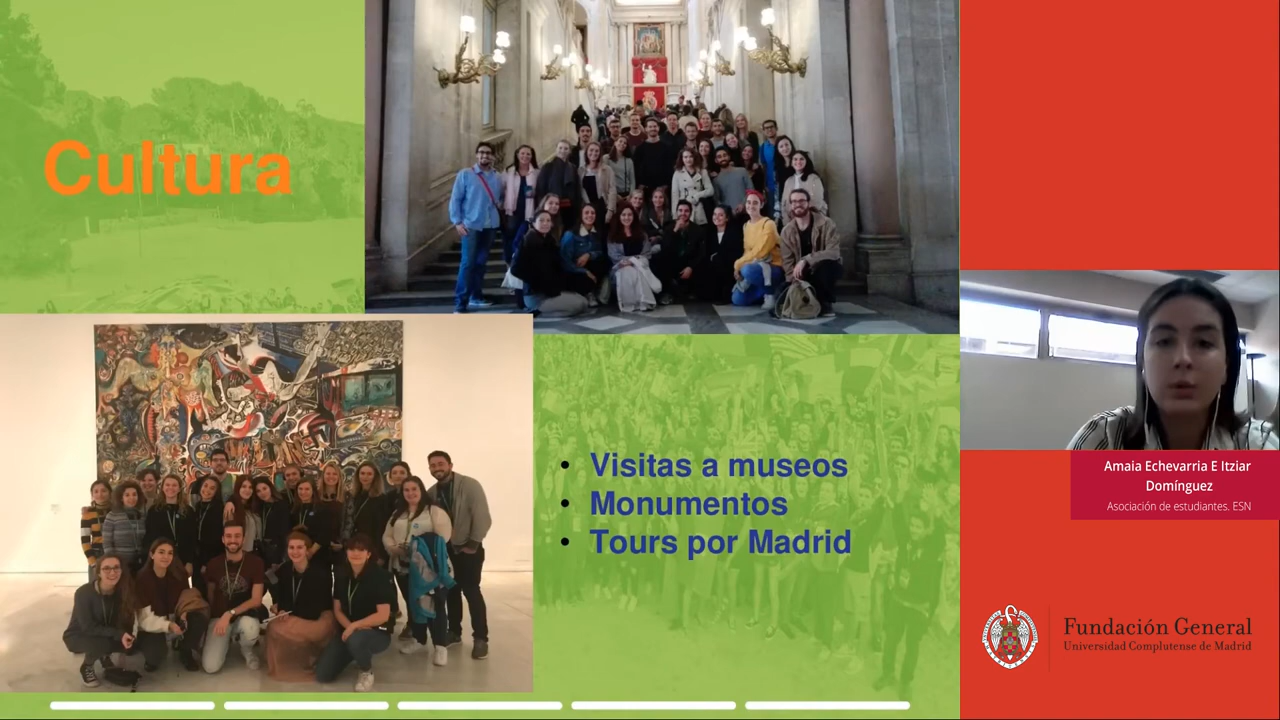 Cultura
• Visitas a museos
• Monumentos
• Tours por Madrid
Amaia Echevarria E Itziar
Domínguez
Asociación de estudiantes. ESN
Fundación General
Universidad Complutense de Madrid